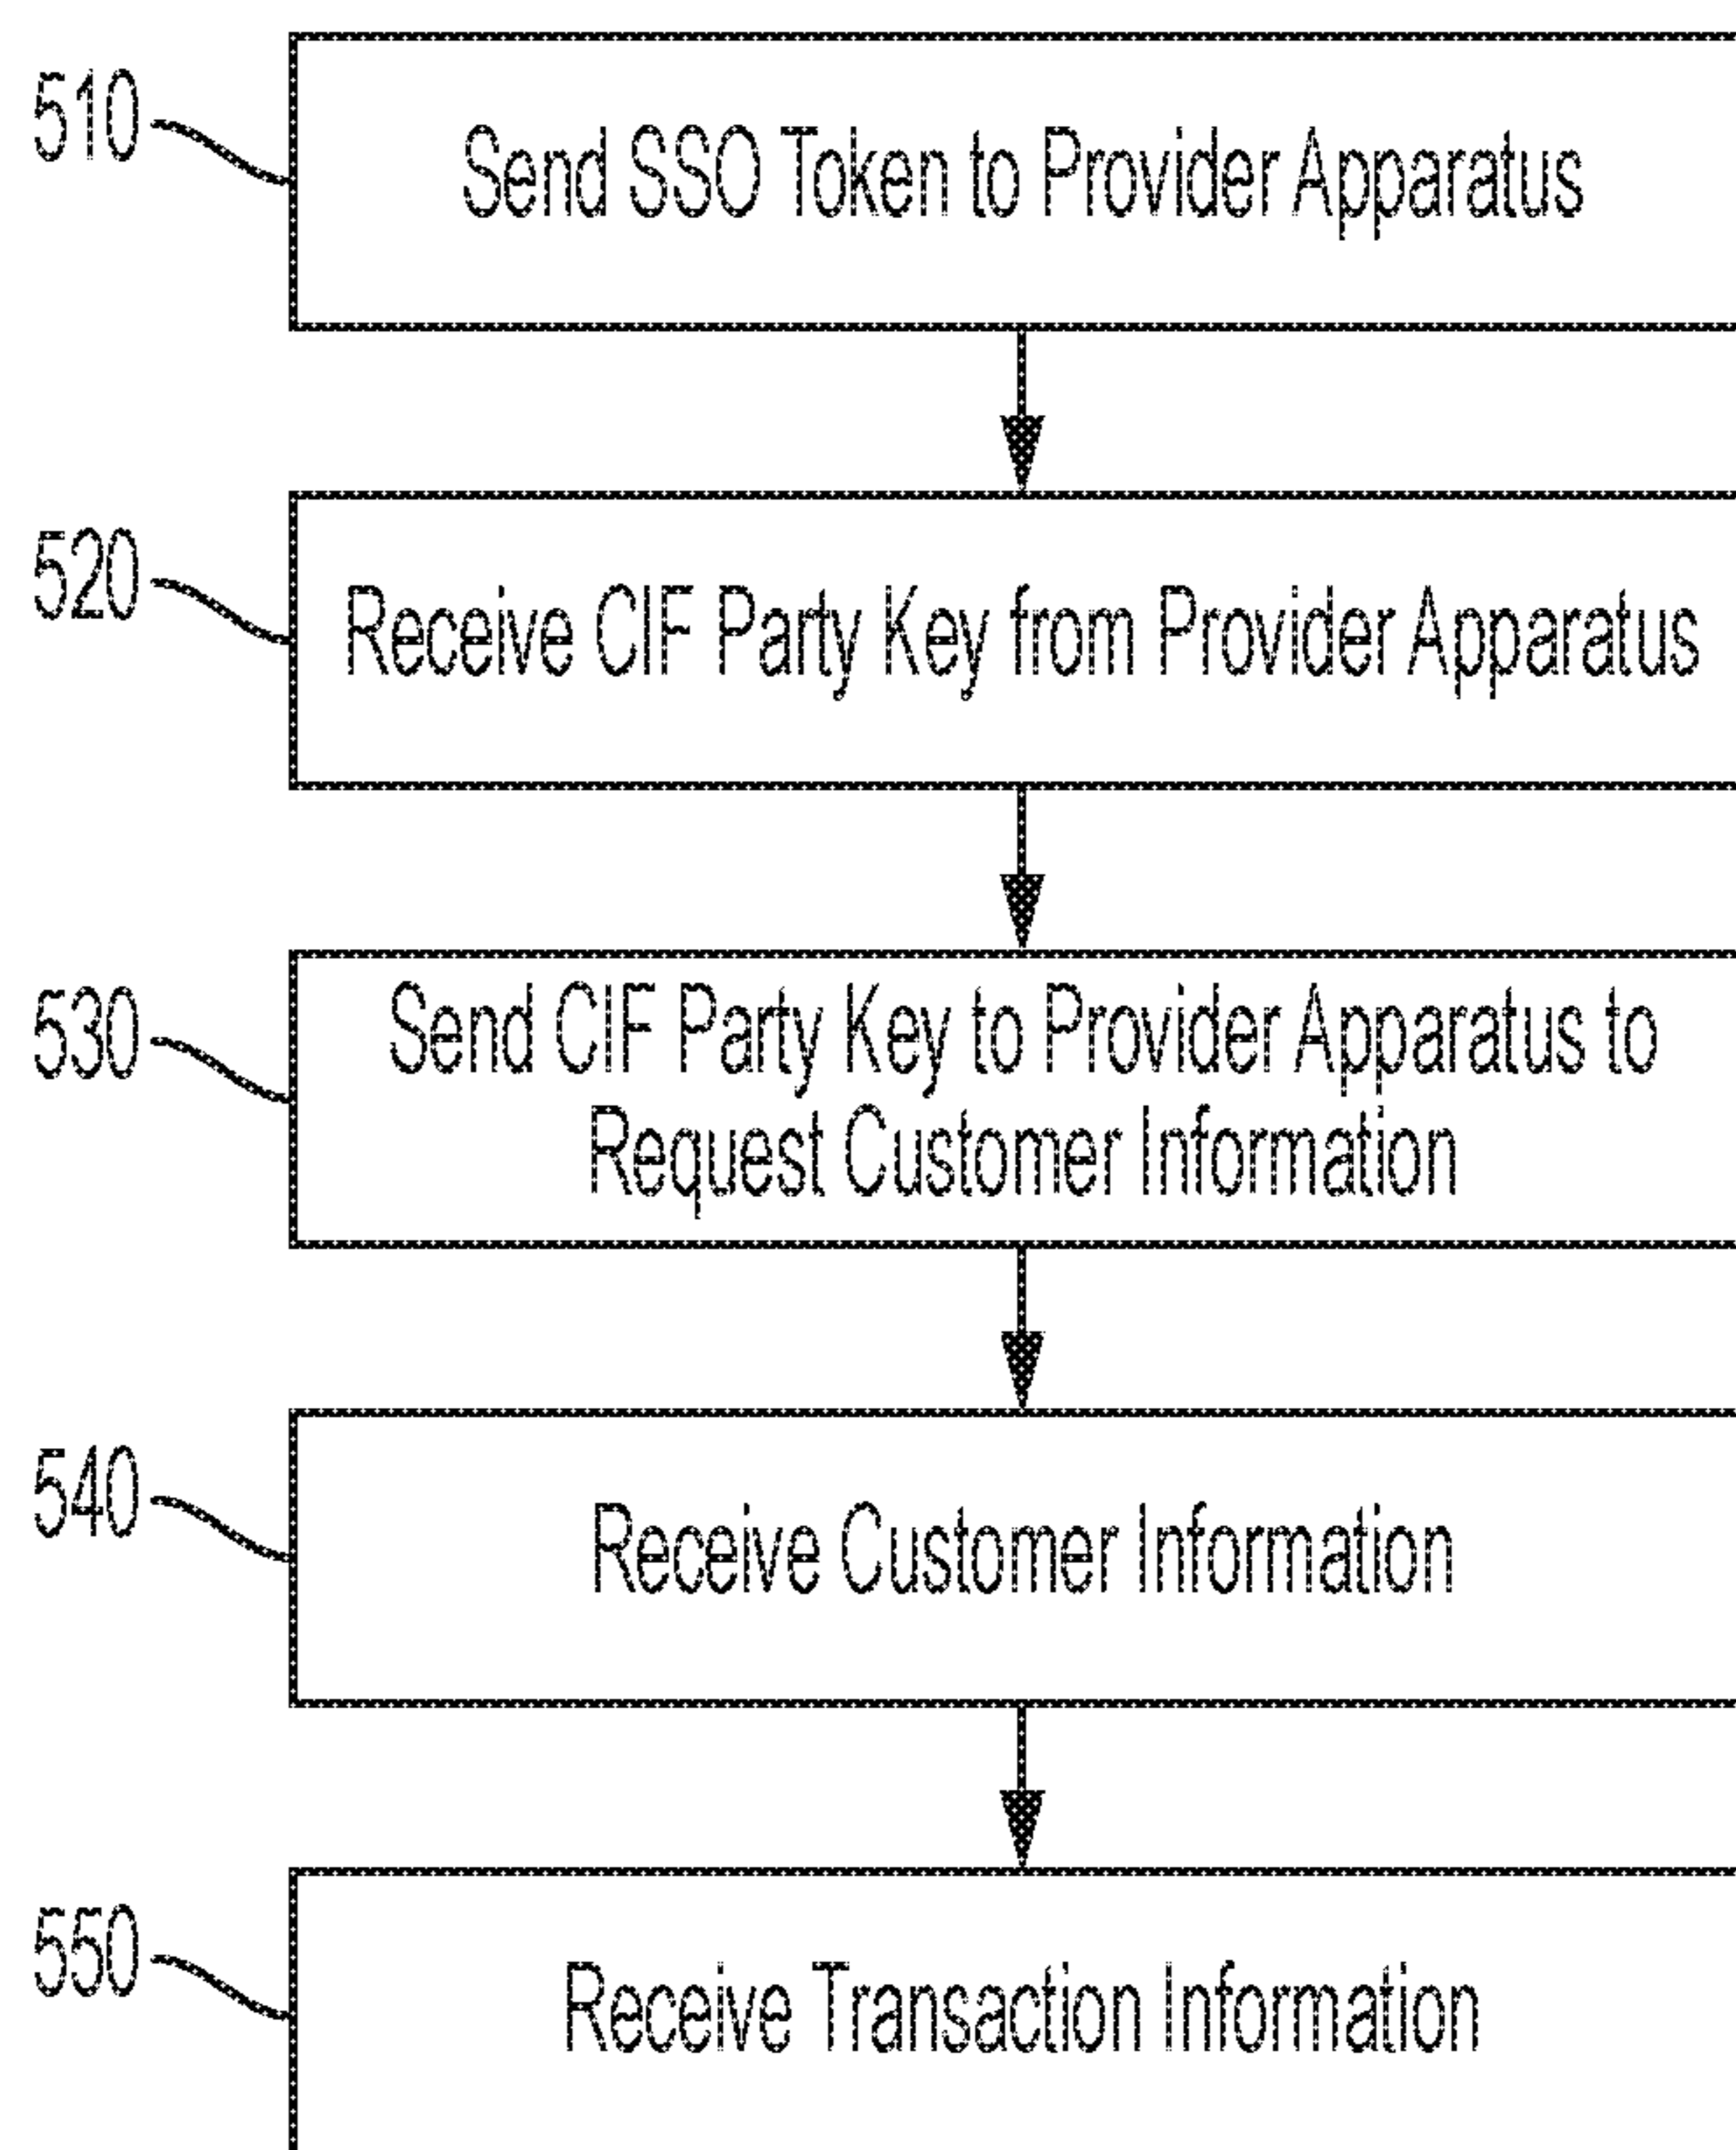 510
Send SSO Token to Provider Apparatus
520
Receive CIF Party Key from Provider Apparatus
530
Send CIF Party Key to Provider Apparatus to
Request Customer Information
540
Receive Customer Information
550
Receive Transaction Information